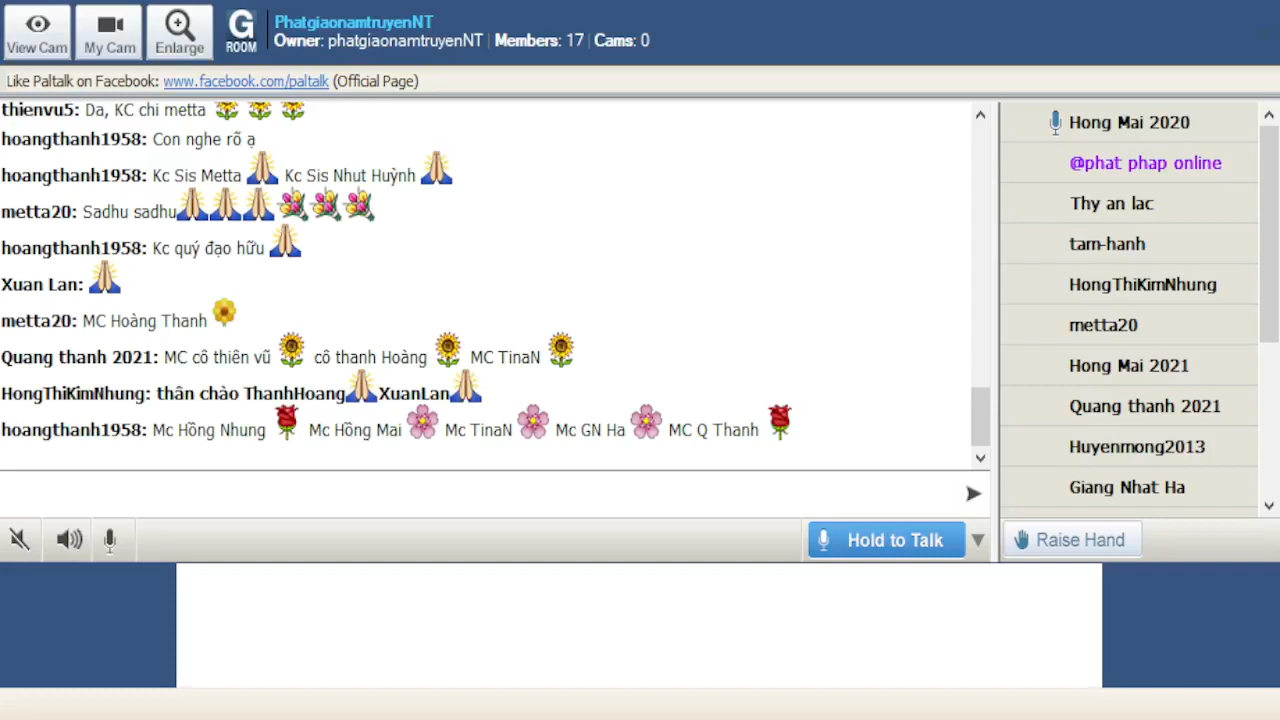 View Cam
My Cam
Enlarge
G
ROOM
PhatgiaonamtruyenNT
Owner: phatgiaonamtruyenNT | Members: 17 | Cams: 0
Like Paltalk on Facebook: www.facebook.com/paltalk (Official Page)
thienvu5: Da, KC chi metta
hoangthanh1958: Con nghe rõ ạ
hoangthanh1958: Kc Sis Metta Kc Sis Nhut Huỳnh
metta20: Sadhu sadhu
hoangthanh1958: Kc quý đạo hữu
Xuan Lan:
metta20: MC Hoàng Thanh
Quang thanh 2021: MC cô thiên vũ cô thanh Hoàng MC TinaN
HongThiKimNhung: thân chào ThanhHoang XuanLan
hoangthanh1958: Mc Hồng Nhung Mc Hồng Mai Mc TinaN Mc GN Ha MC Q Thanh
Hold to Talk
Hong Mai 2020
@phat phap online
Thy an lac
tam-hanh
HongThiKimNhung
metta20
Hong Mai 2021
Quang thanh 2021
Huyenmong2013
Giang Nhat Ha
Raise Hand